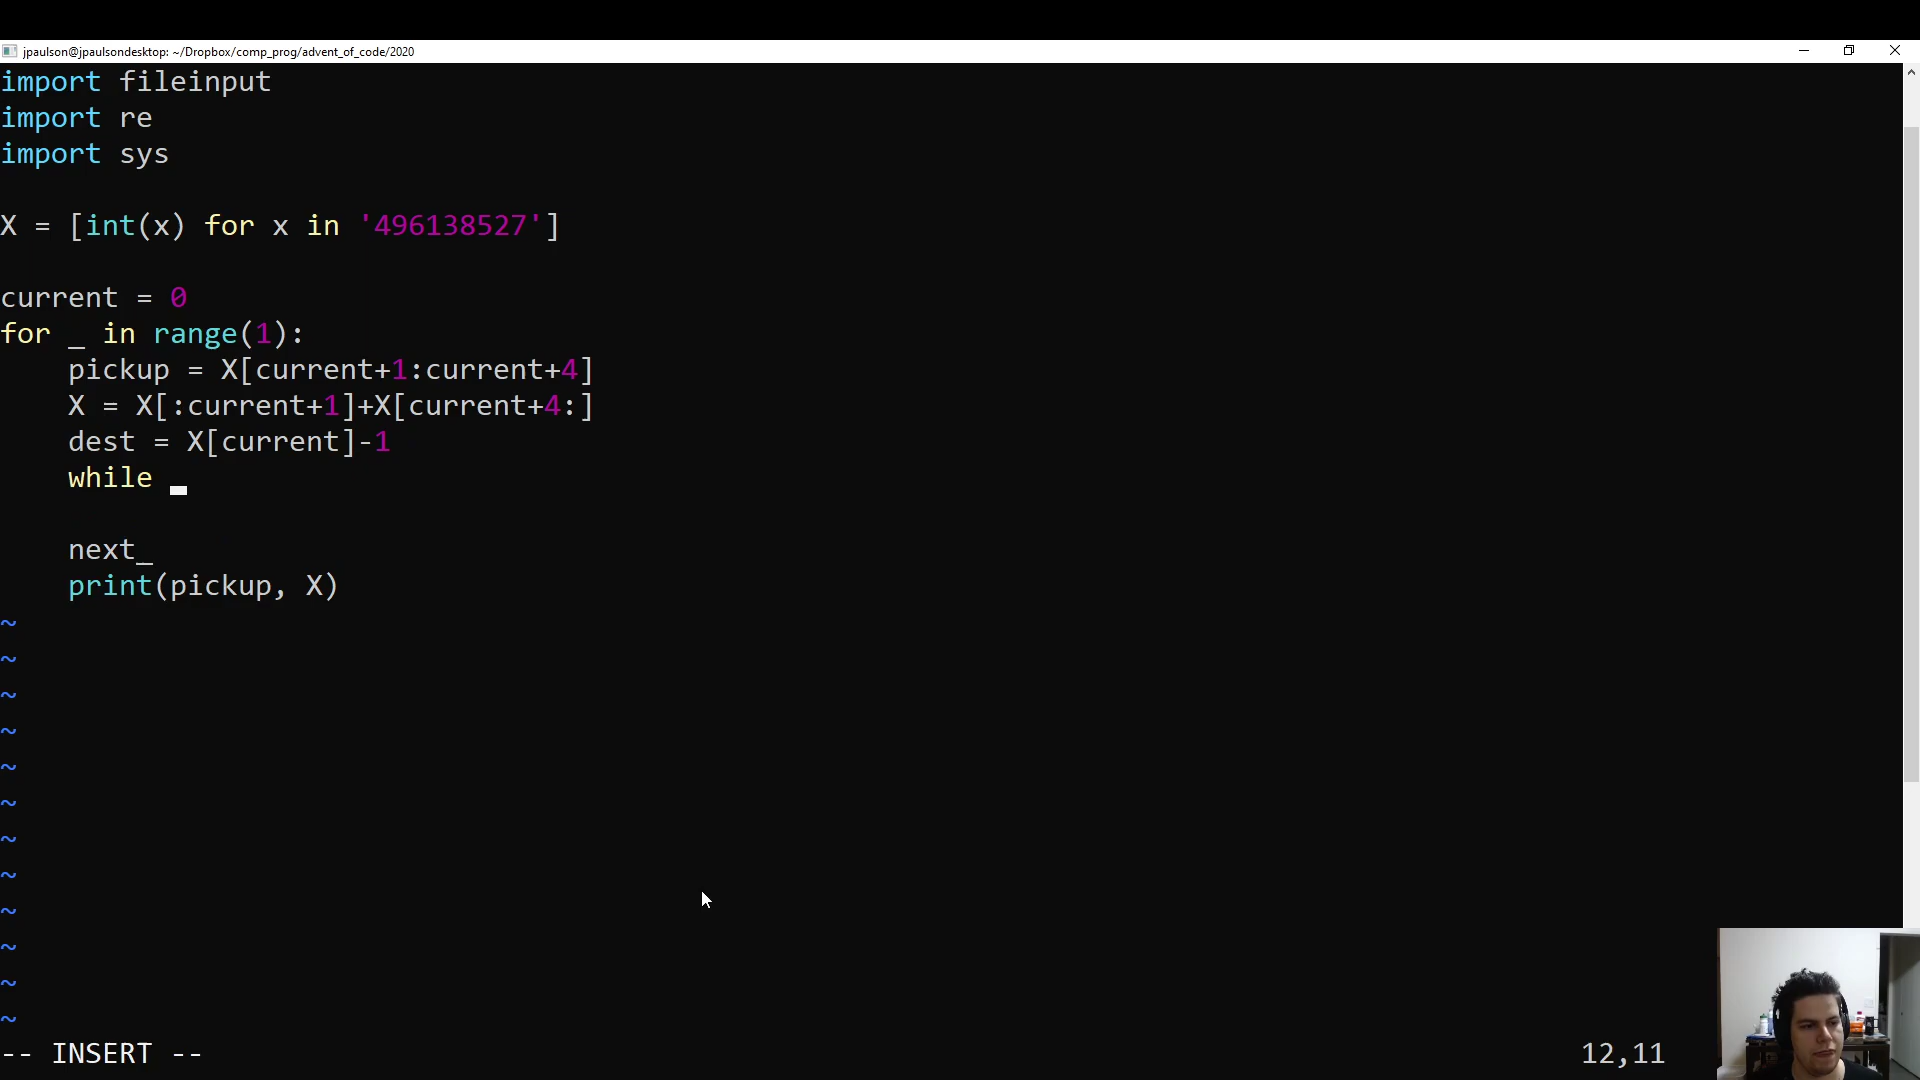 jpaulson@jpaulsondesktop: ~/Dropbox/comp_prog/advent_of_code/2020
import fileinput
import re
import sys

X = [int(x) for x in '496138527']

current = 0
for _ in range(1):
    pickup = X[current+1:current+4]
    X = X[:current+1]+X[current+4:]
    dest = X[current]-1
    while

    next_
    print(pickup, X)
~
~
~
~
~
~
~
~
~
~
~
~
-- INSERT --
12,11